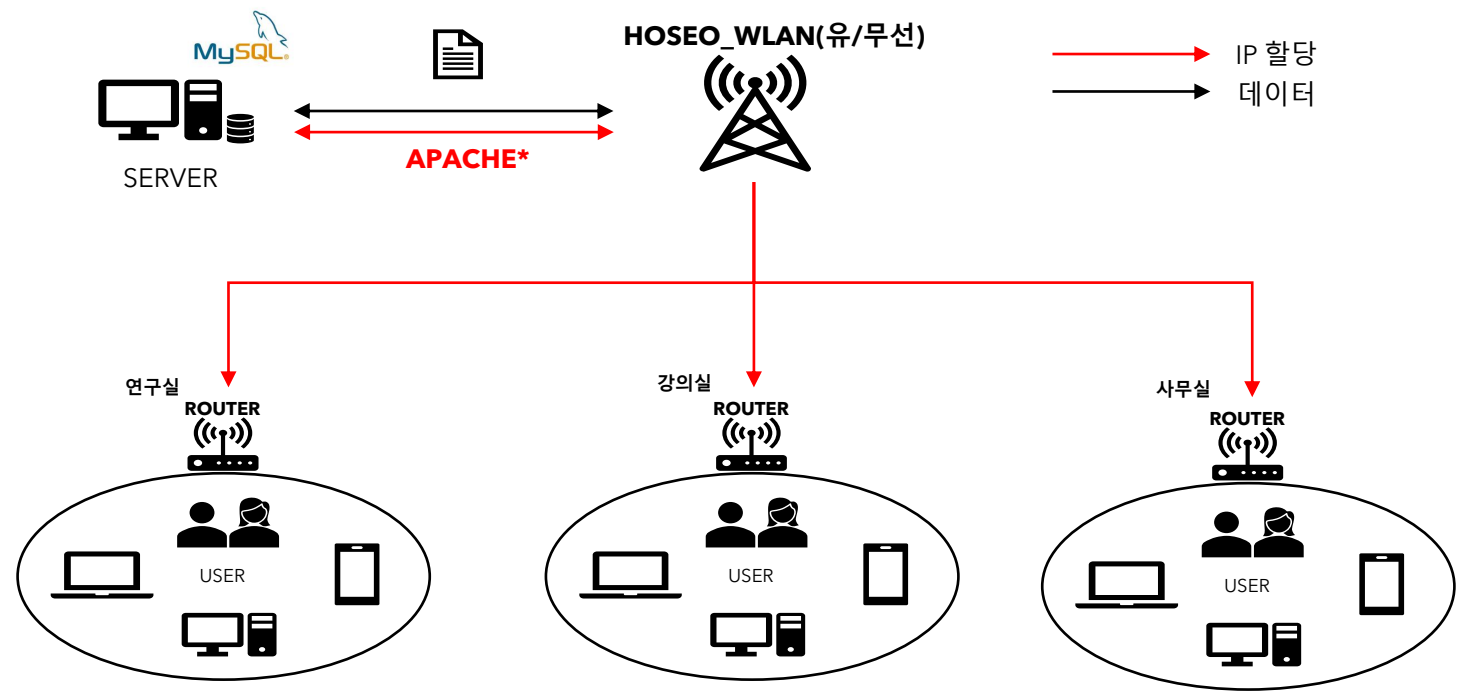 MySQL®
SERVER
APACHE*
HOSEO_WLAN(유/무선)
IP 할당
데이터
연구실
ROUTER
USER
강의실
ROUTER
USER
사무실
ROUTER
USER